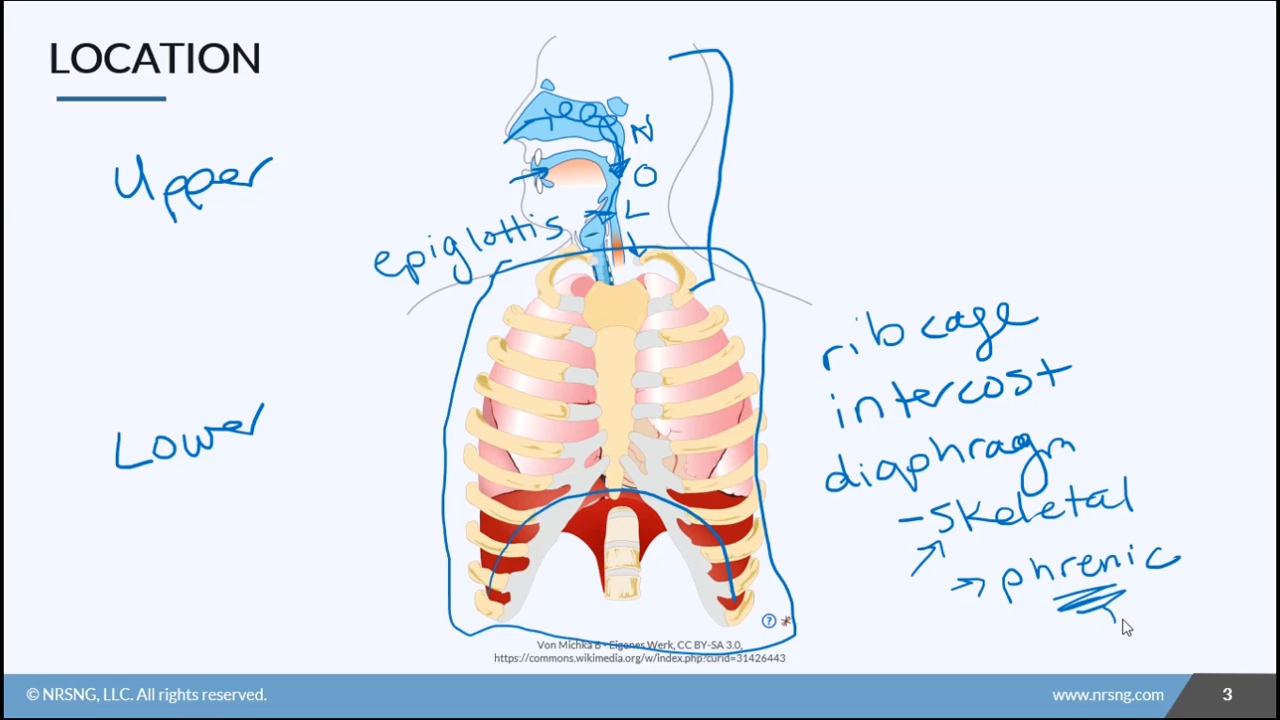 LOCATION
Upper
N
O
L
epiglottis
rib cage
intercost
diaphragm
Lower
- skeletal
→ phrenic
?
Von Michka B - Eigenes Werk, CC BY-SA 3.0,
https://commons.wikimedia.org/w/index.php?curid=31426443
© NRSNG, LLC. All rights reserved.
www.nrsng.com
3